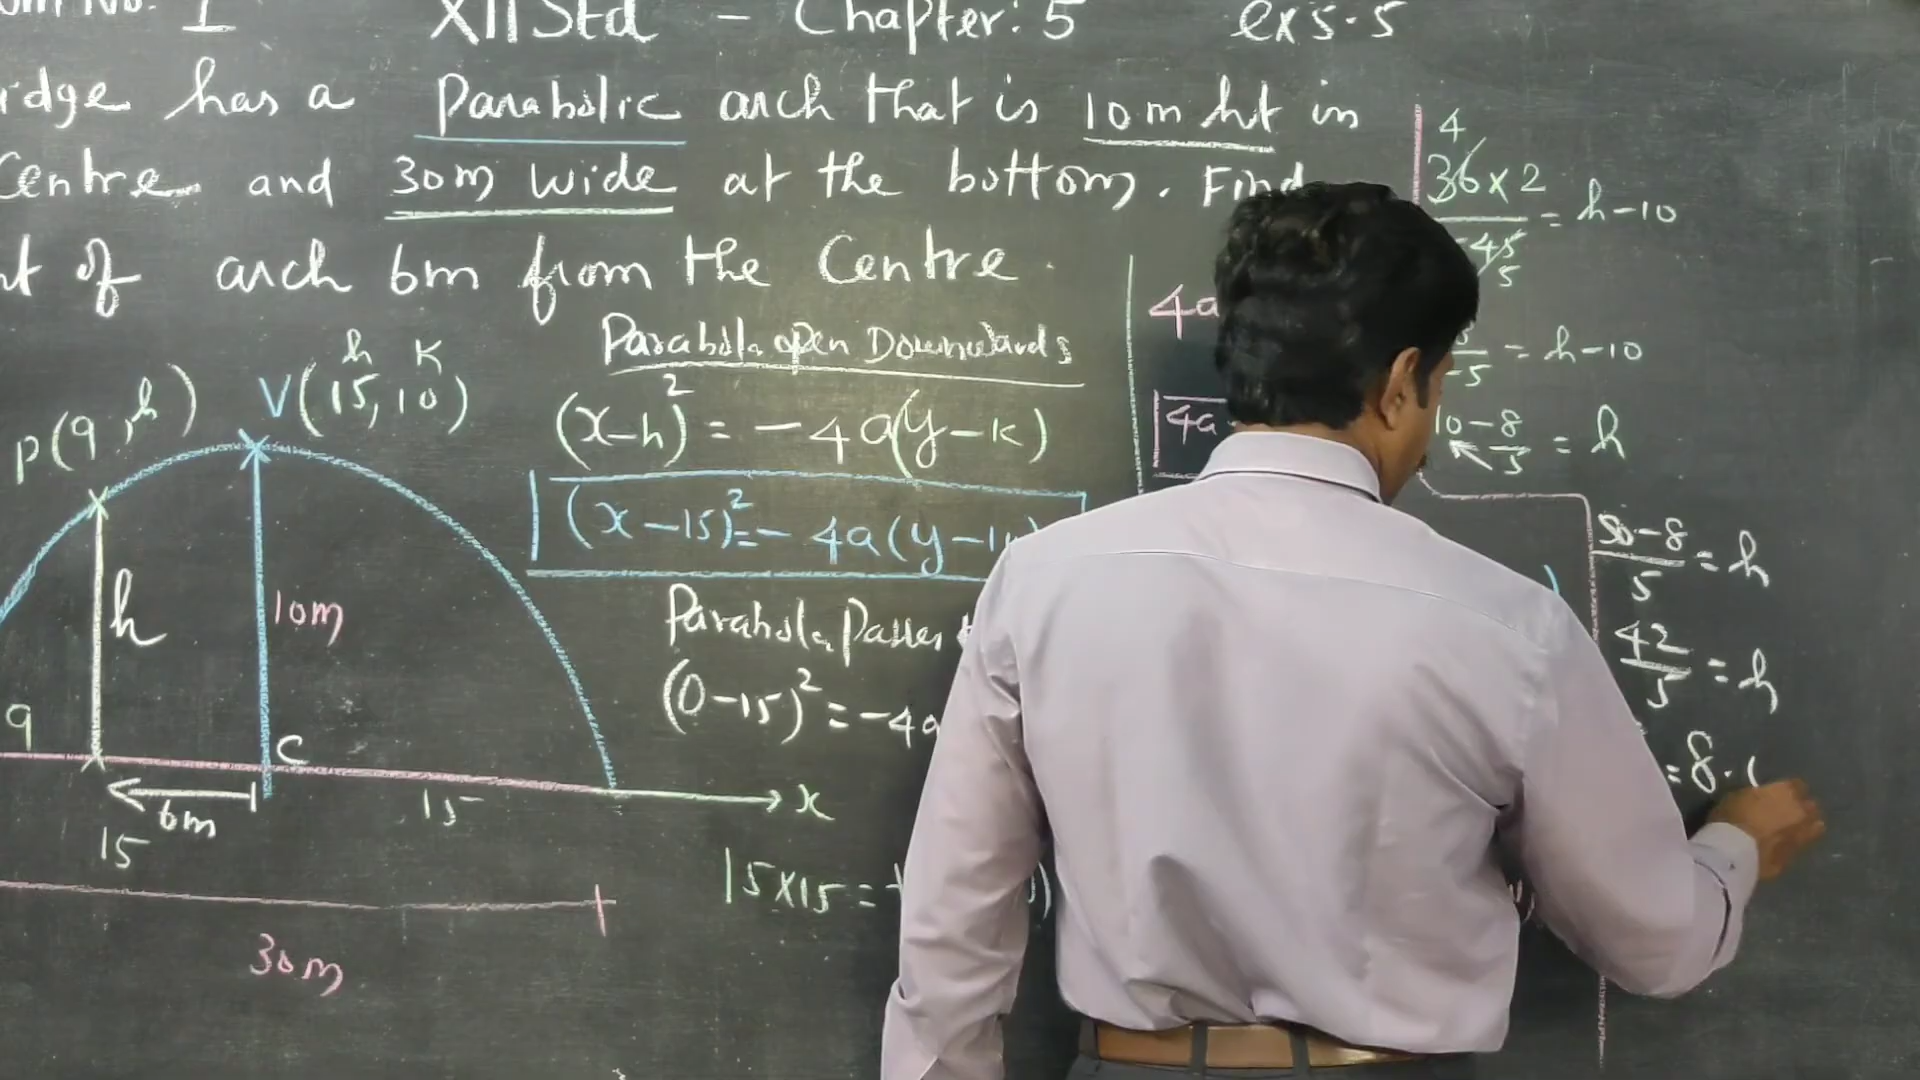 No. 1 XII Std - Chapter: 5 ex 5.5
has a Parabolic arch that is 10m ht in
Centre and 30m wide at the bottom. Find
of arch 6m from the Centre.
Parabola open Downwards
h K
P(9, h) V(15, 10)
(x-h)² = -4a(y-k)
(x-15)² = -4a(y-10
Parabola Passes
(0-15)² = -4a
15x15 =
h
10m
9
C
6m
15
15
x
30m
4a
4a
4
36 x 2
= h-10
-45
5
-5 = h-10
10 - 8/5 = h
50-8
= h
5
42
= h
5
= 8.